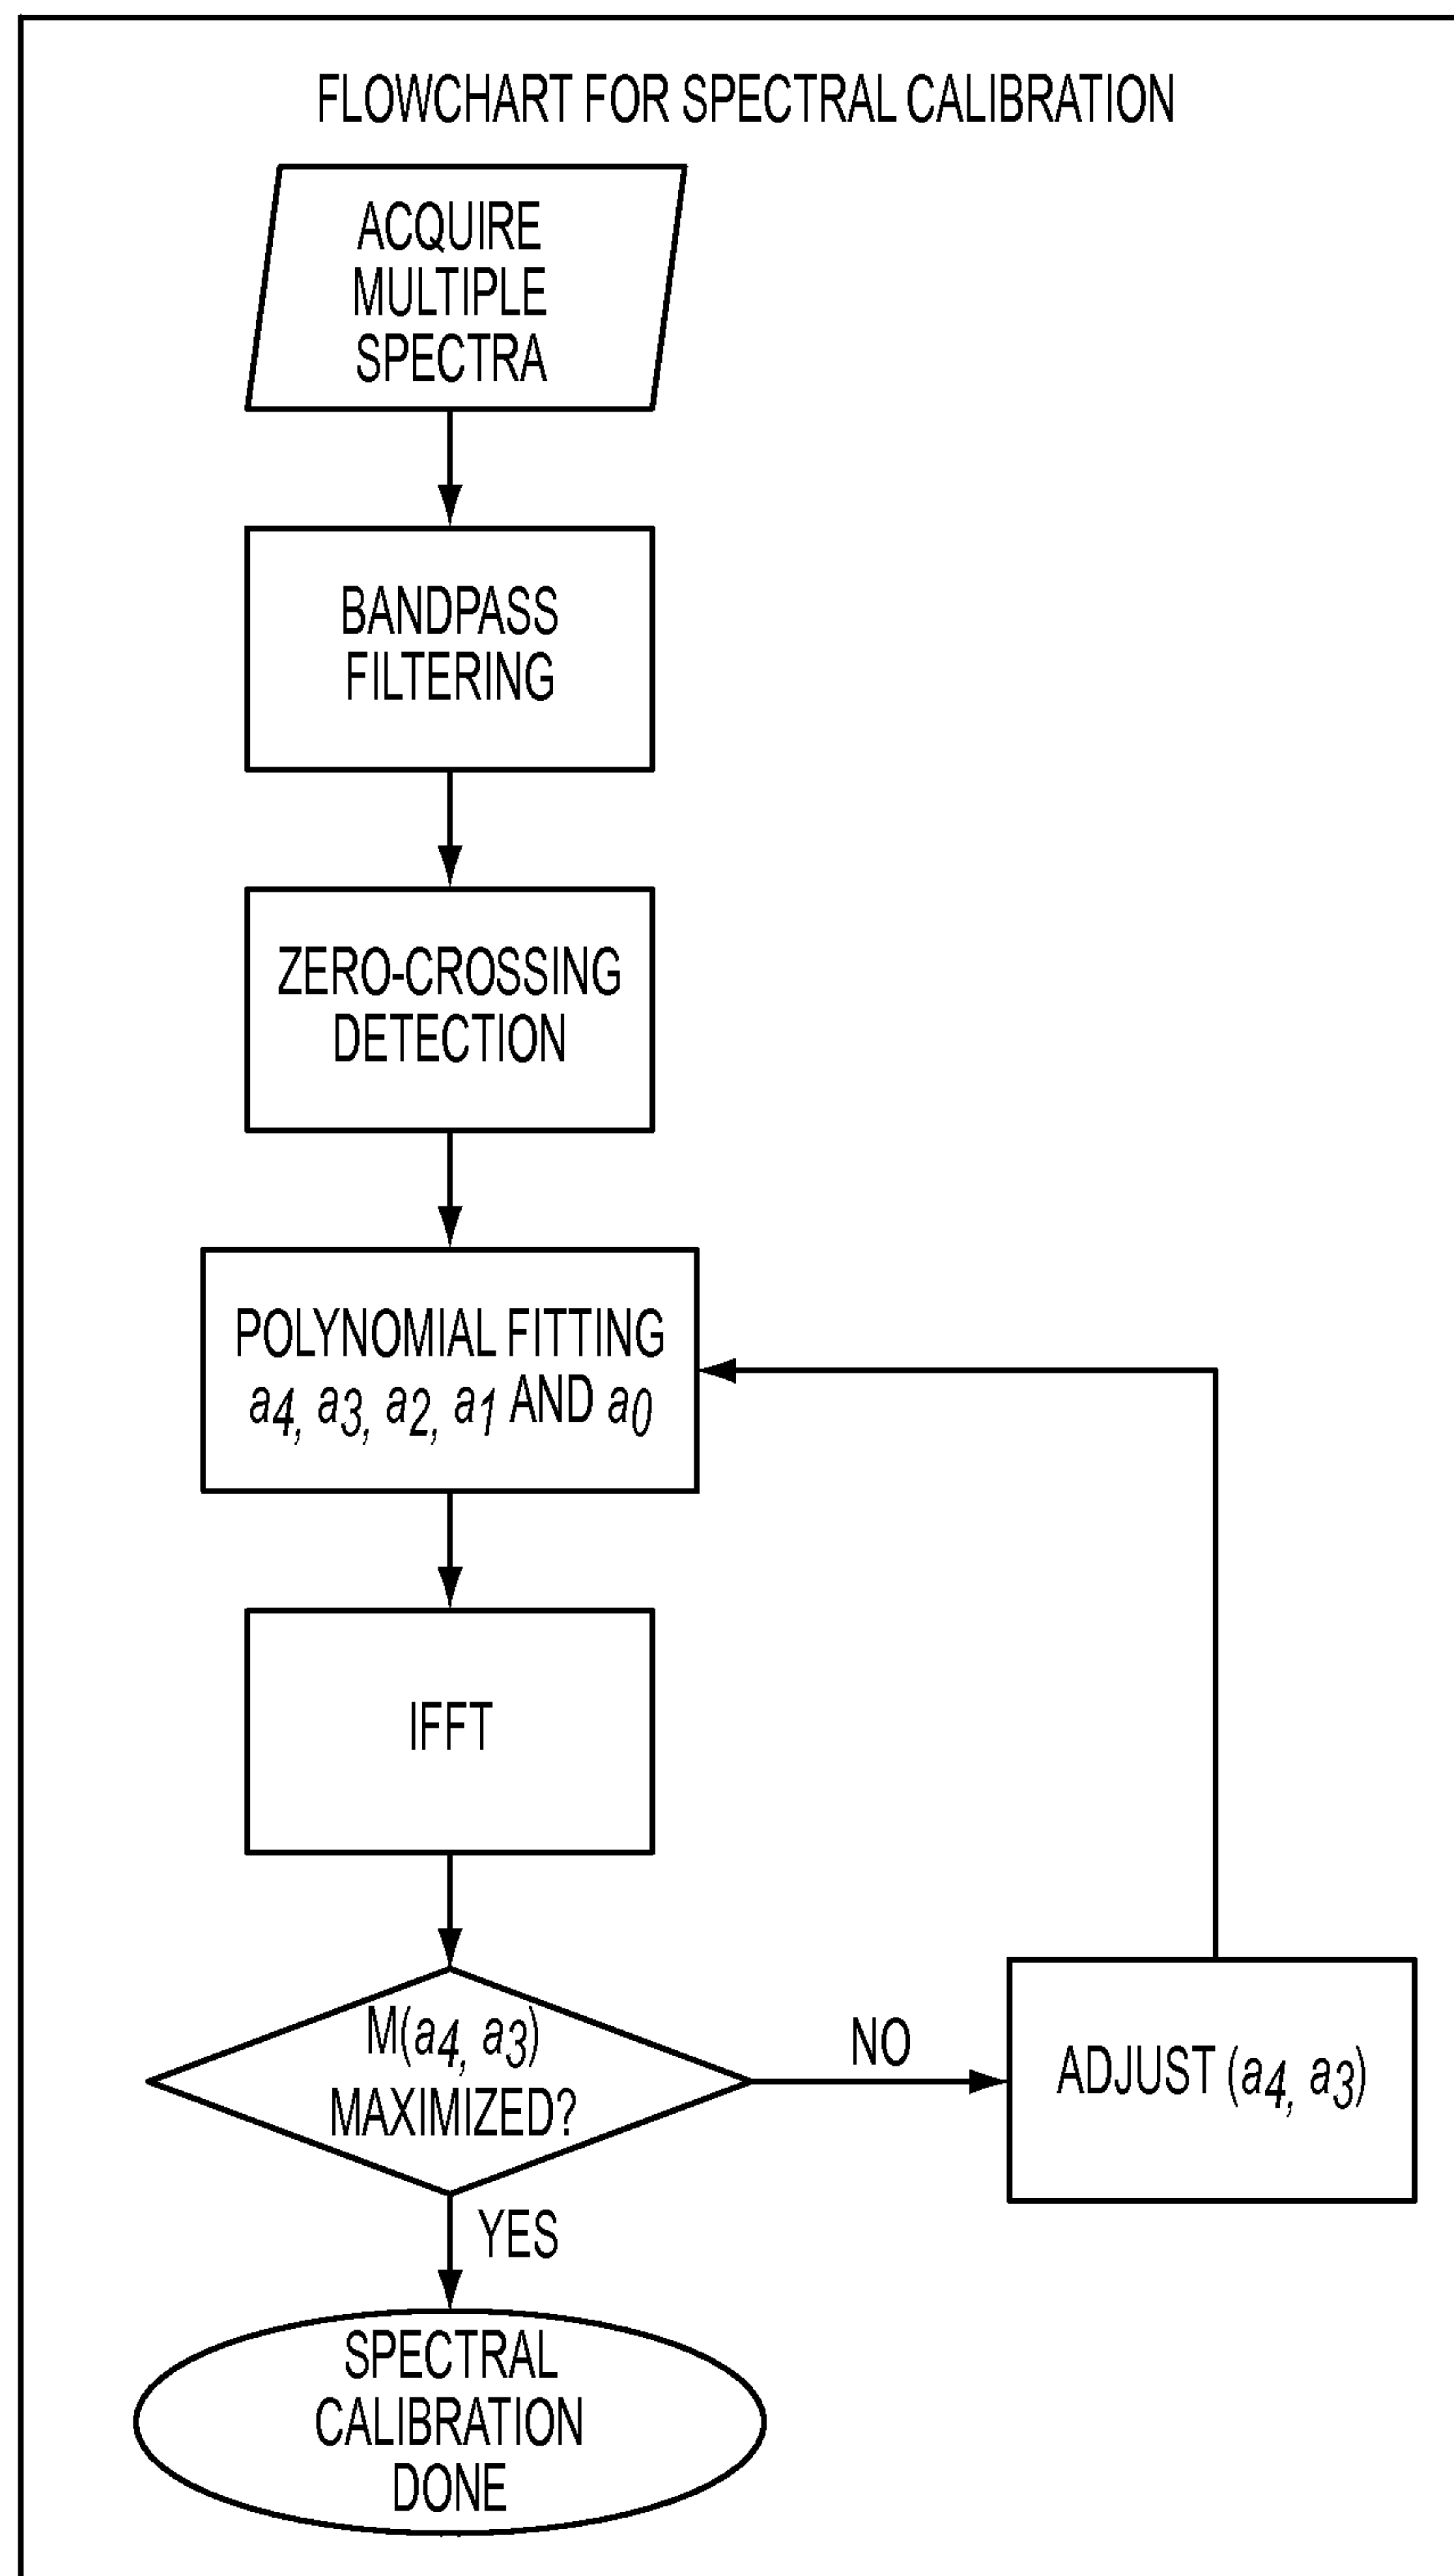 FLOWCHART FOR SPECTRAL CALIBRATION
ACQUIRE
MULTIPLE
SPECTRA
BANDPASS
FILTERING
ZERO-CROSSING
DETECTION
POLYNOMIAL FITTING
a4, a3, a2, a1 AND a0
IFFT
M(a4, a3)
MAXIMIZED?
NO
ADJUST (a4, a3)
YES
SPECTRAL
CALIBRATION
DONE